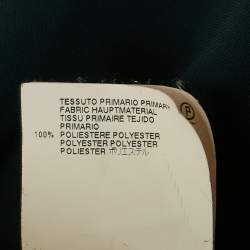 TESSUTO PRIMARIO PRIMARY
FABRIC HAUPTMATERIAL
TISSU PRIMAIRE TEJIDO
PRIMARIO
100% POLIESTERE POLYESTER
POLYESTER POLYESTER
POLIESTER ポリエステル
P